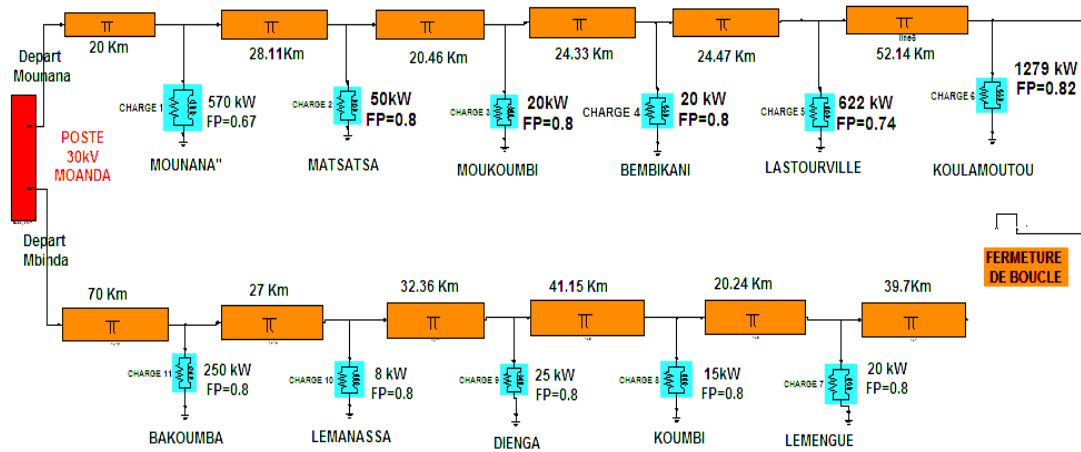 Depart
Mounana
20 Km
28.11Km
20.46 Km
24.33 Km
24.47 Km
52.14 Km
π
π
π
π
π
π
CHARGE 1
570 kW
FP=0.67
MOUNANA"
CHARGE 2
50kW
FP=0.8
MATSATSA
CHARGE 3
20kW
FP=0.8
MOUKOUMBI
CHARGE 4
20 kW
FP=0.8
BEMBIKANI
CHARGE 5
622 kW
FP=0.74
LASTOURVILLE
CHARGE 6
1279 kW
FP=0.82
KOULAMOUTOU
POSTE
30kV
MOANDA
Depart
Mbinda
FERMETURE
DE BOUCLE
70 Km
27 Km
32.36 Km
41.15 Km
20.24 Km
39.7Km
π
π
π
π
π
π
CHARGE 11
250 kW
FP=0.8
BAKOUMBA
CHARGE 10
8 kW
FP=0.8
LEMANASSA
CHARGE 9
25 kW
FP=0.8
DIENGA
CHARGE 8
15kW
FP=0.8
KOUMBI
CHARGE 7
20 kW
FP=0.8
LEMENGUE